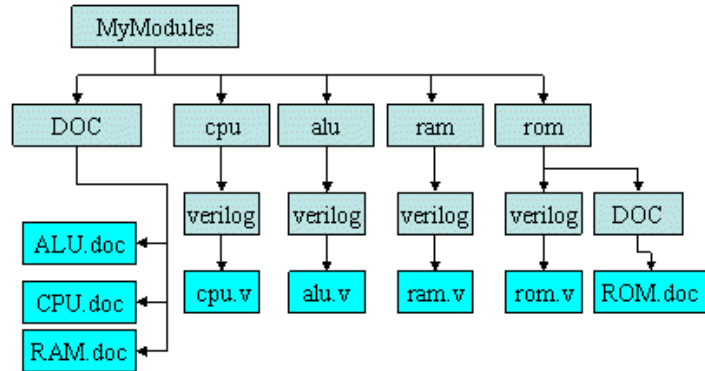 MyModules
DOC
cpu
alu
ram
rom
verilog
verilog
verilog
verilog
DOC
ALU.doc
cpu.v
alu.v
ram.v
rom.v
ROM.doc
CPU.doc
RAM.doc